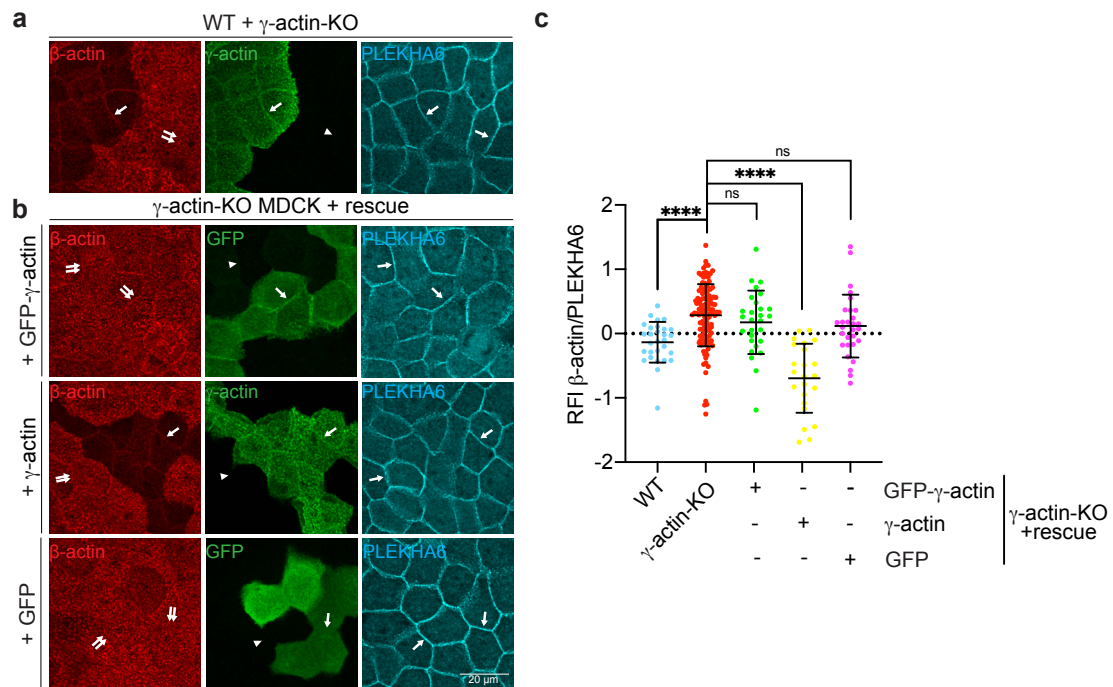 a
WT + γ-actin-KO
β-actin
γ-actin
PLEKHA6
b
γ-actin-KO MDCK + rescue
+ GFP-γ-actin
β-actin
GFP
PLEKHA6
+ γ-actin
β-actin
γ-actin
PLEKHA6
+ GFP
β-actin
GFP
PLEKHA6
20 µm
c
ns
****
****
ns
RFI β-actin/PLEKHA6
2
1
0
-1
-2
WT
γ-actin-KO
+ - - GFP-γ-actin
- + - γ-actin
- - + GFP
γ-actin-KO
+rescue